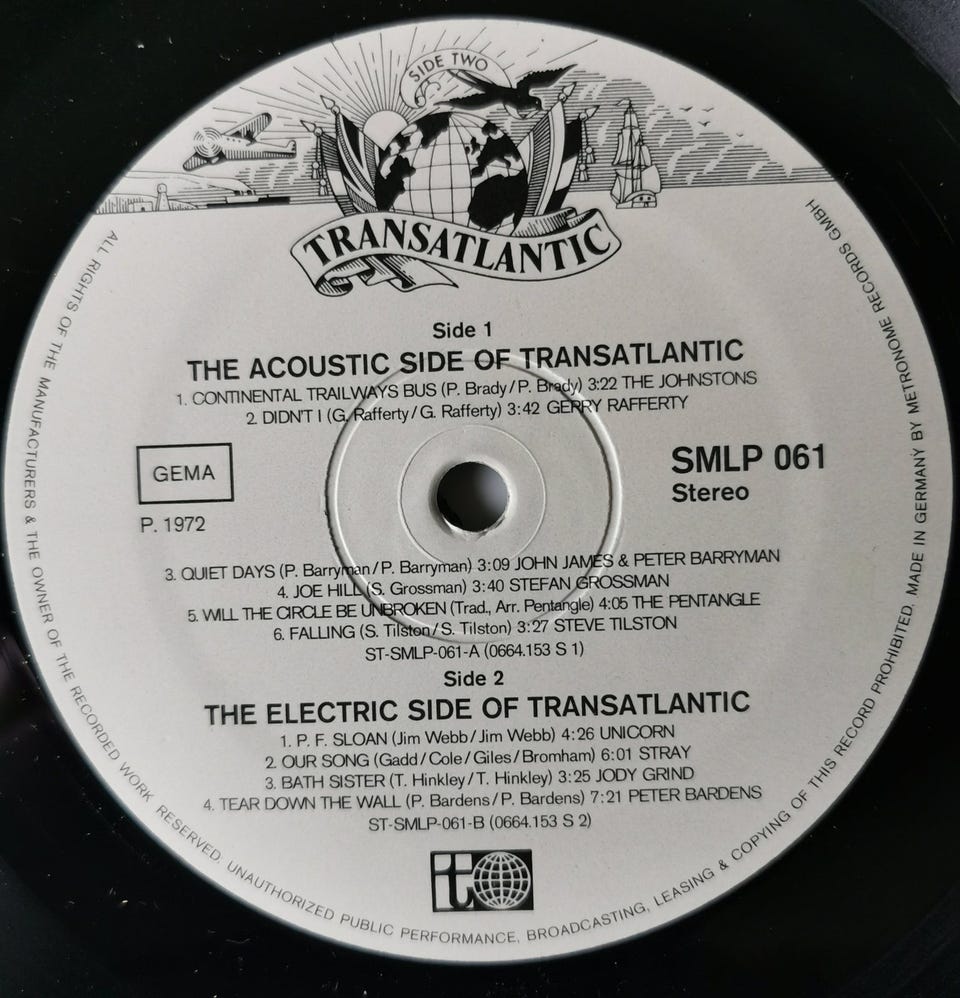 SIDE TWO
TRANSATLANTIC
Side 1
THE ACOUSTIC SIDE OF TRANSATLANTIC
1. CONTINENTAL TRAILWAYS BUS (P. Brady/P. Brady) 3:22 THE JOHNSTONS
2. DIDN'T I (G. Rafferty/G. Rafferty) 3:42 GERRY RAFFERTY
GEMA
P. 1972
SMLP 061
Stereo
3. QUIET DAYS (P. Barryman/P. Barryman) 3:09 JOHN JAMES & PETER BARRYMAN
4. JOE HILL (S. Grossman) 3:40 STEFAN GROSSMAN
5. WILL THE CIRCLE BE UNBROKEN (Trad., Arr. Pentangle) 4:05 THE PENTANGLE
6. FALLING (S. Tilston/S. Tilston) 3:27 STEVE TILSTON
ST-SMLP-061-A (0664.153 S 1)
Side 2
THE ELECTRIC SIDE OF TRANSATLANTIC
1. P. F. SLOAN (Jim Webb/Jim Webb) 4:26 UNICORN
2. OUR SONG (Gadd/Cole/Giles/Bromham) 6:01 STRAY
3. BATH SISTER (T. Hinkley/T. Hinkley) 3:25 JODY GRIND
4. TEAR DOWN THE WALL (P. Bardens/P. Bardens) 7:21 PETER BARDENS
ST-SMLP-061-B (0664.153 S 2)
it
ALL RIGHTS OF THE MANUFACTURERS & THE OWNER OF THE RECORDED WORK RESERVED. UNAUTHORIZED PUBLIC PERFORMANCE, BROADCASTING, LEASING & COPYING OF THIS RECORD PROHIBITED. MADE IN GERMANY BY METRONOME RECORDS GMBH